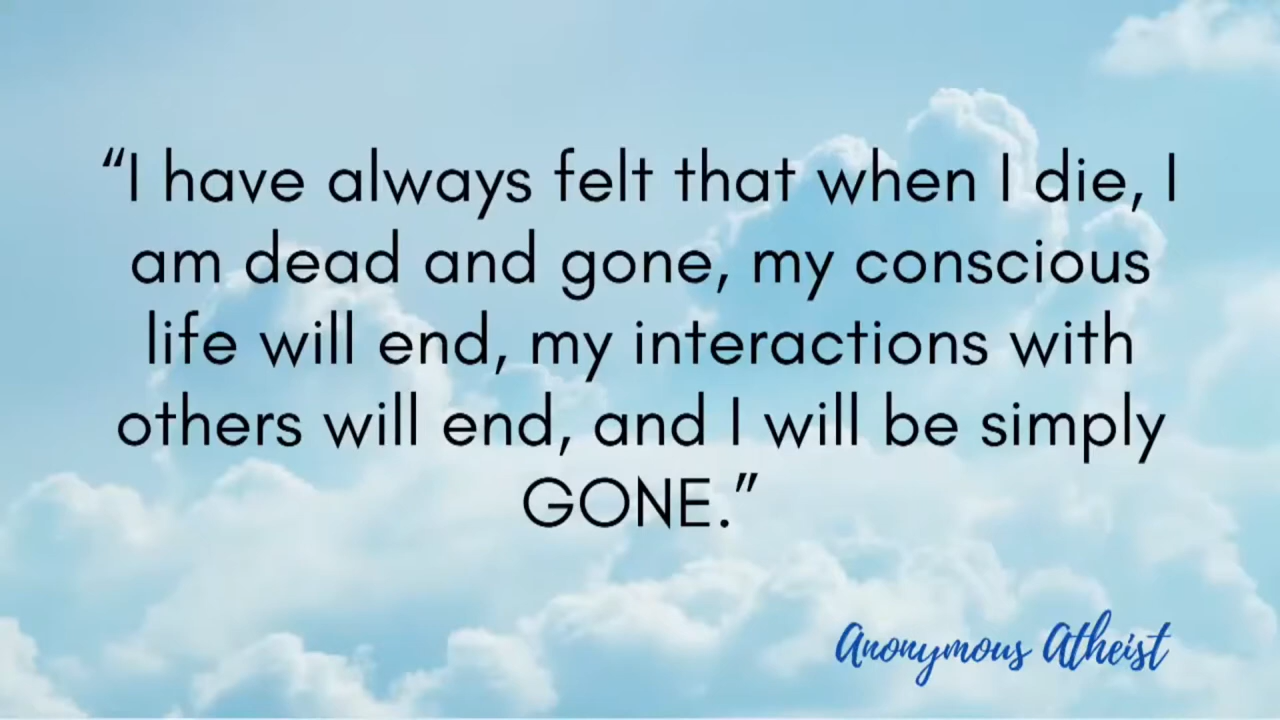 “I have always felt that when I die, I
am dead and gone, my conscious
life will end, my interactions with
others will end, and I will be simply
GONE.”
Anonymous Atheist